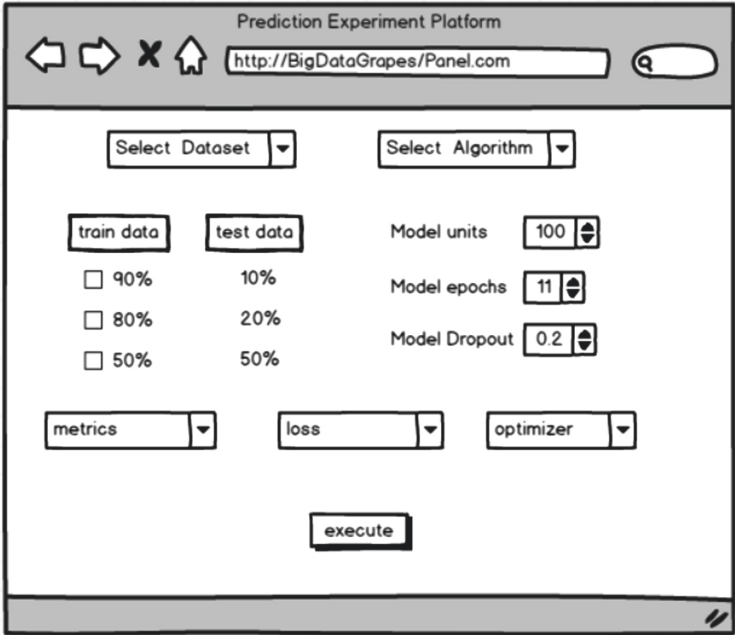 Prediction Experiment Platform
http://BigDataGrapes/Panel.com
Select Dataset
Select Algorithm
train data
test data
90%
10%
80%
20%
50%
50%
Model units
100
Model epochs
11
Model Dropout
0.2
metrics
loss
optimizer
execute